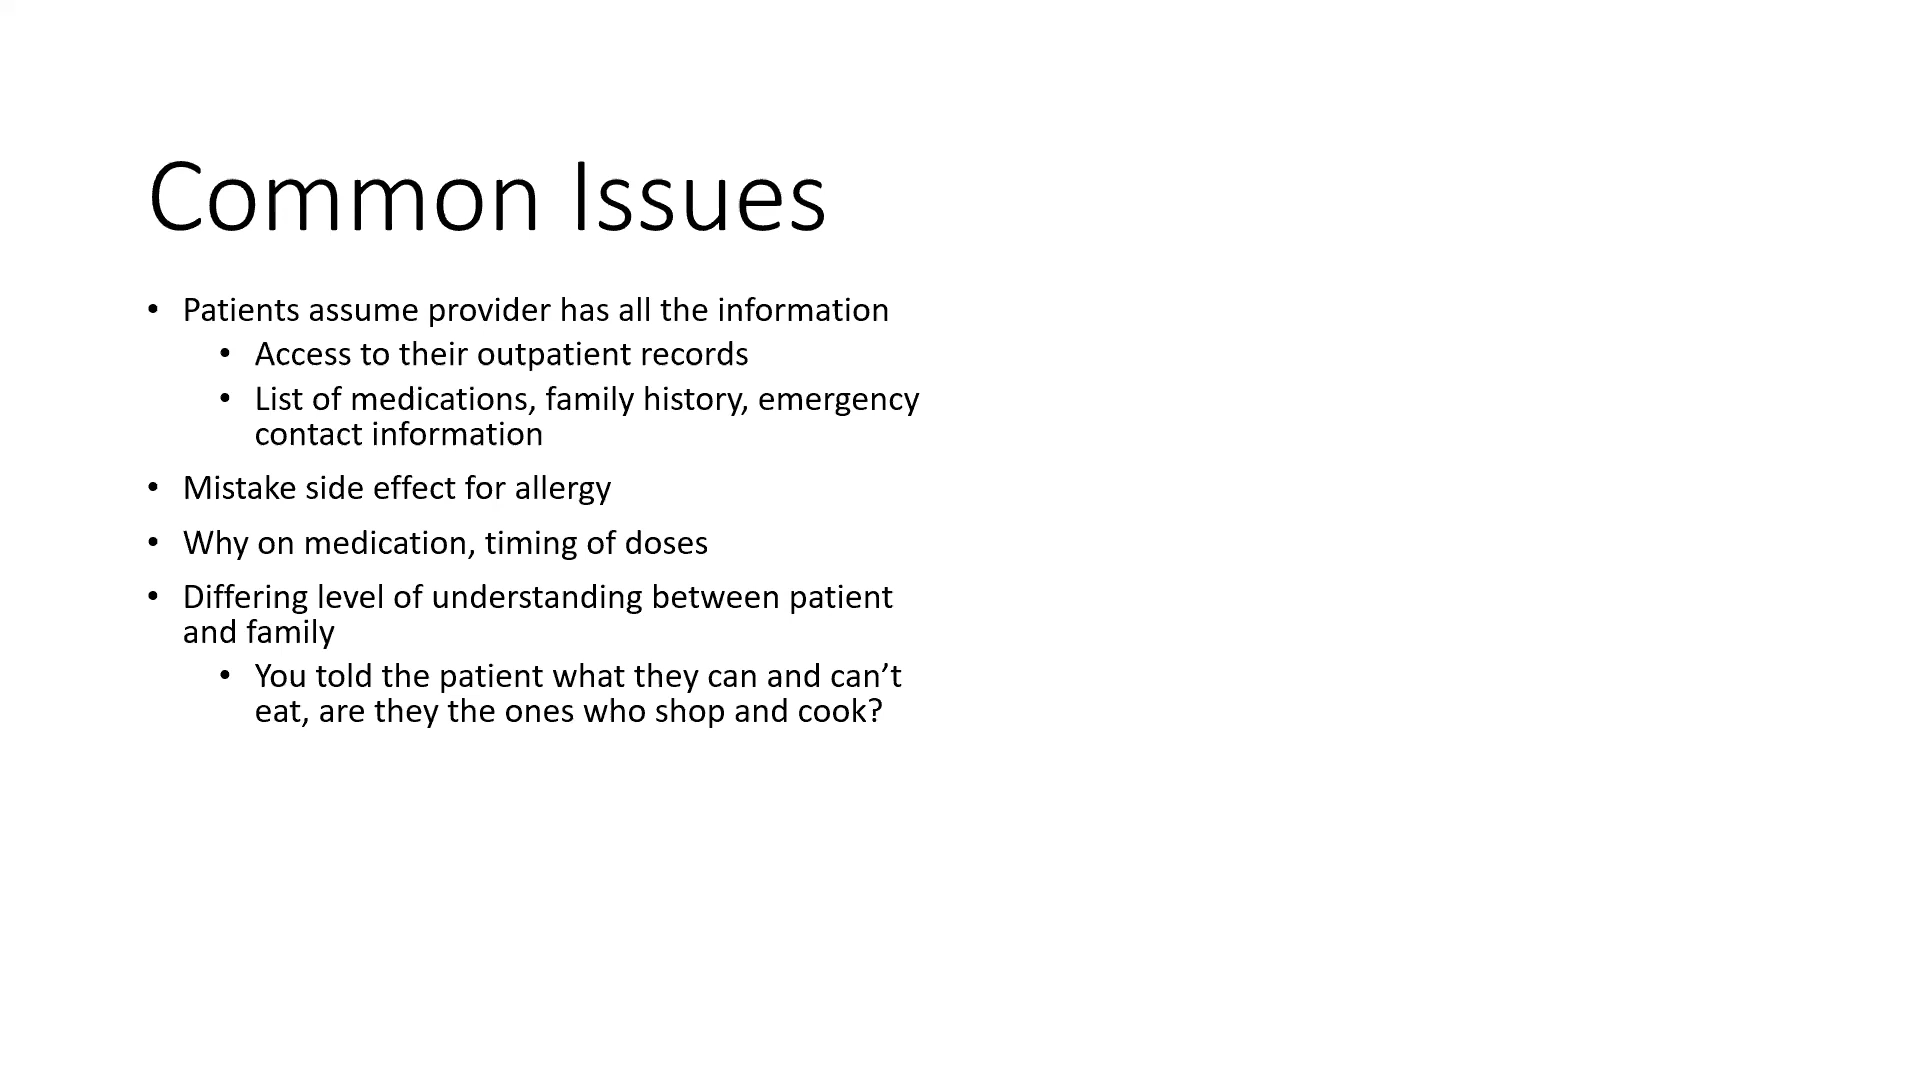 Common Issues
• Patients assume provider has all the information
• Access to their outpatient records
• List of medications, family history, emergency
contact information
• Mistake side effect for allergy
• Why on medication, timing of doses
• Differing level of understanding between patient
and family
• You told the patient what they can and can’t
eat, are they the ones who shop and cook?